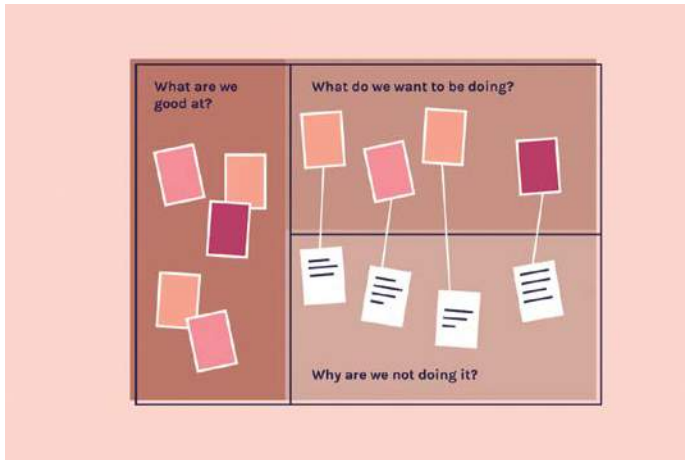 What are we
good at?
What do we want to be doing?
Why are we not doing it?